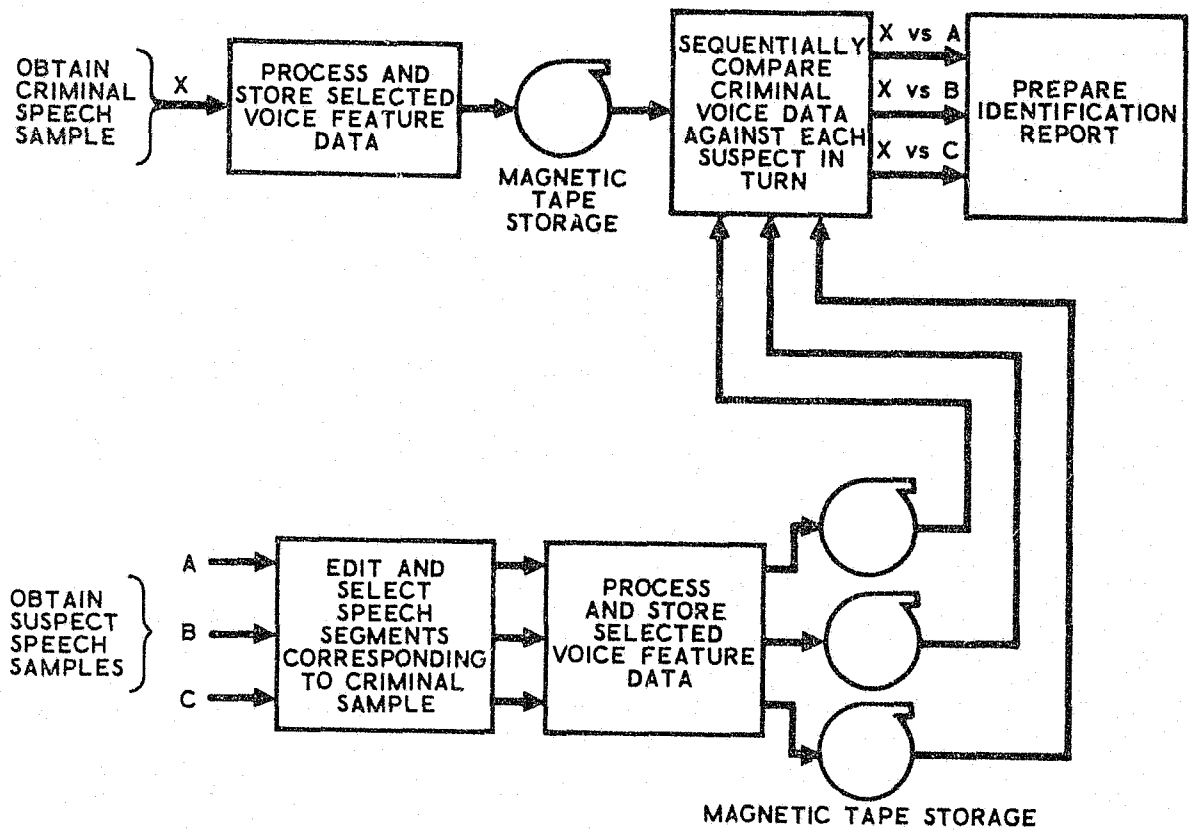 OBTAIN
CRIMINAL
SPEECH
SAMPLE
X
PROCESS AND
STORE SELECTED
VOICE FEATURE
DATA
MAGNETIC
TAPE
STORAGE
SEQUENTIALLY
COMPARE
CRIMINAL
VOICE DATA
AGAINST EACH
SUSPECT IN
TURN
X vs A
X vs B
X vs C
PREPARE
IDENTIFICATION
REPORT
OBTAIN
SUSPECT
SPEECH
SAMPLES
A
B
C
EDIT AND
SELECT
SPEECH
SEGMENTS
CORRESPONDING
TO CRIMINAL
SAMPLE
PROCESS
AND STORE
SELECTED
VOICE FEATURE
DATA
MAGNETIC TAPE STORAGE